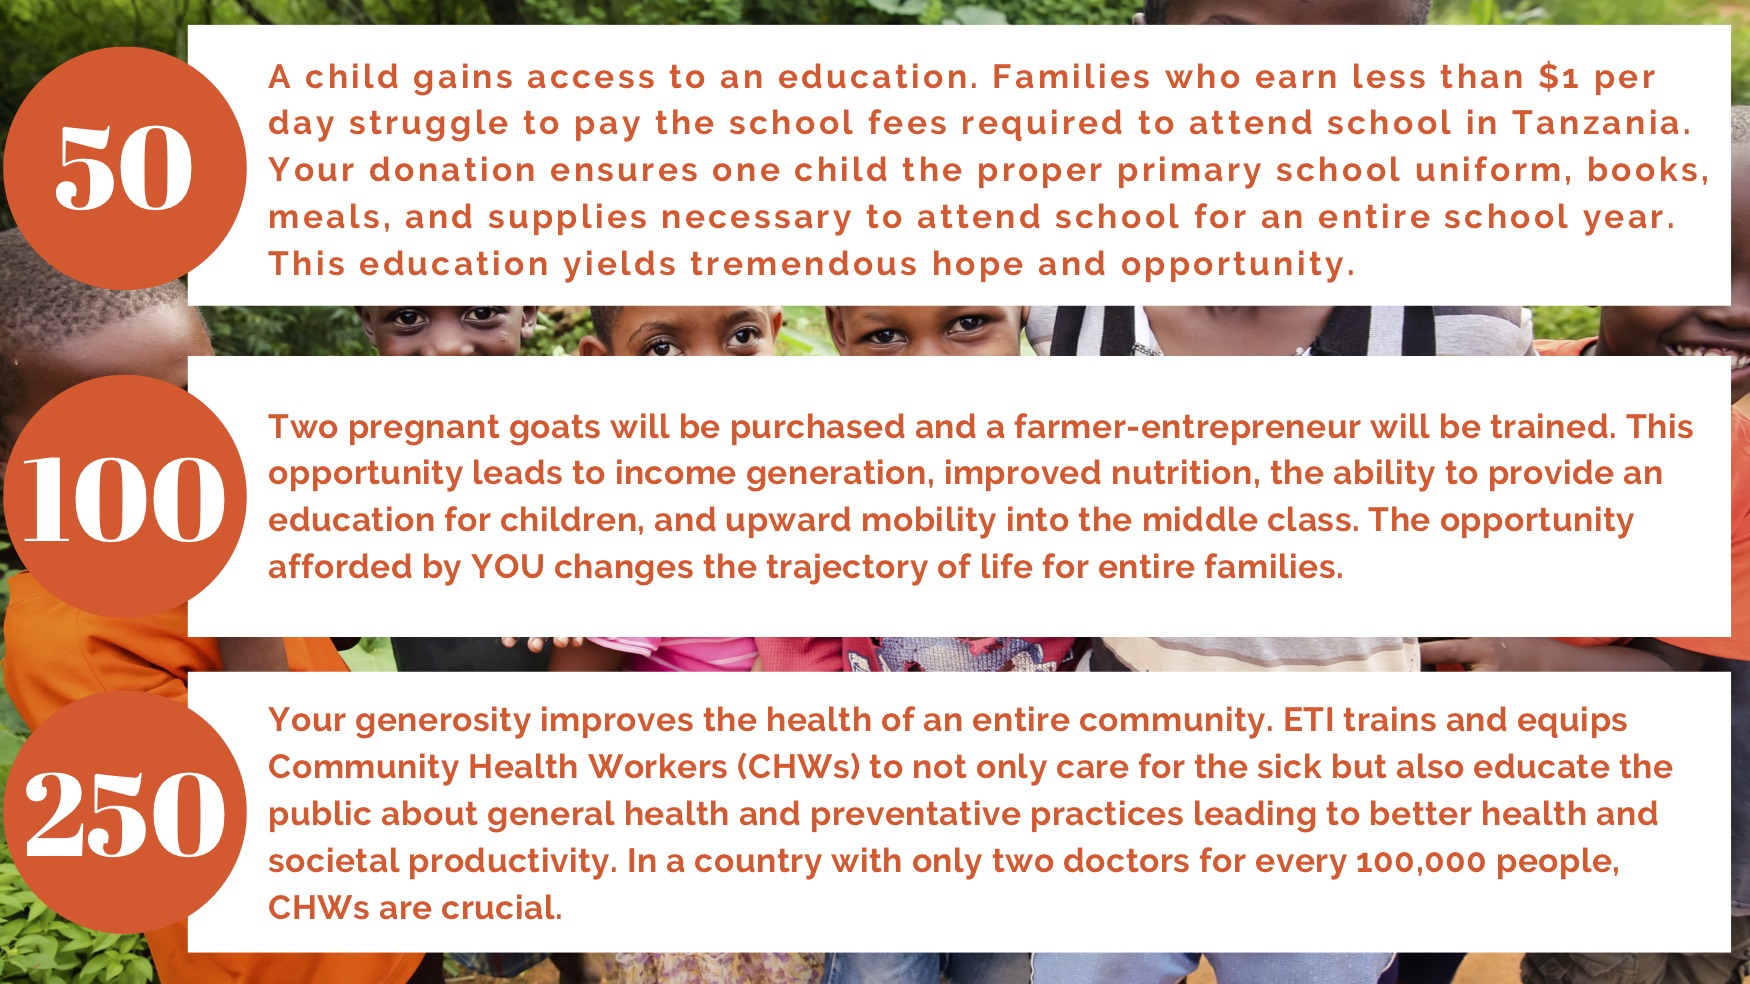 50
A child gains access to an education. Families who earn less than $1 per
day struggle to pay the school fees required to attend school in Tanzania.
Your donation ensures one child the proper primary school uniform, books,
meals, and supplies necessary to attend school for an entire school year.
This education yields tremendous hope and opportunity.
100
Two pregnant goats will be purchased and a farmer-entrepreneur will be trained. This
opportunity leads to income generation, improved nutrition, the ability to provide an
education for children, and upward mobility into the middle class. The opportunity
afforded by YOU changes the trajectory of life for entire families.
250
Your generosity improves the health of an entire community. ETI trains and equips
Community Health Workers (CHWs) to not only care for the sick but also educate the
public about general health and preventative practices leading to better health and
societal productivity. In a country with only two doctors for every 100,000 people,
CHWs are crucial.